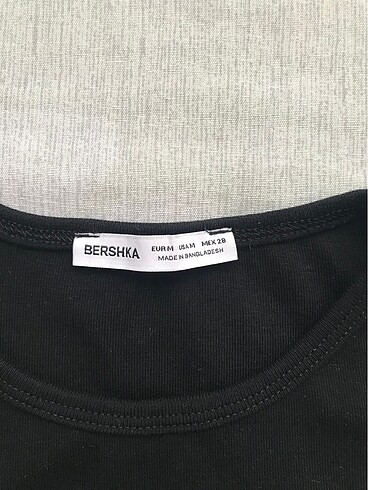 BERSHKA
EUR M USA M MEX 28
MADE IN BANGLADESH